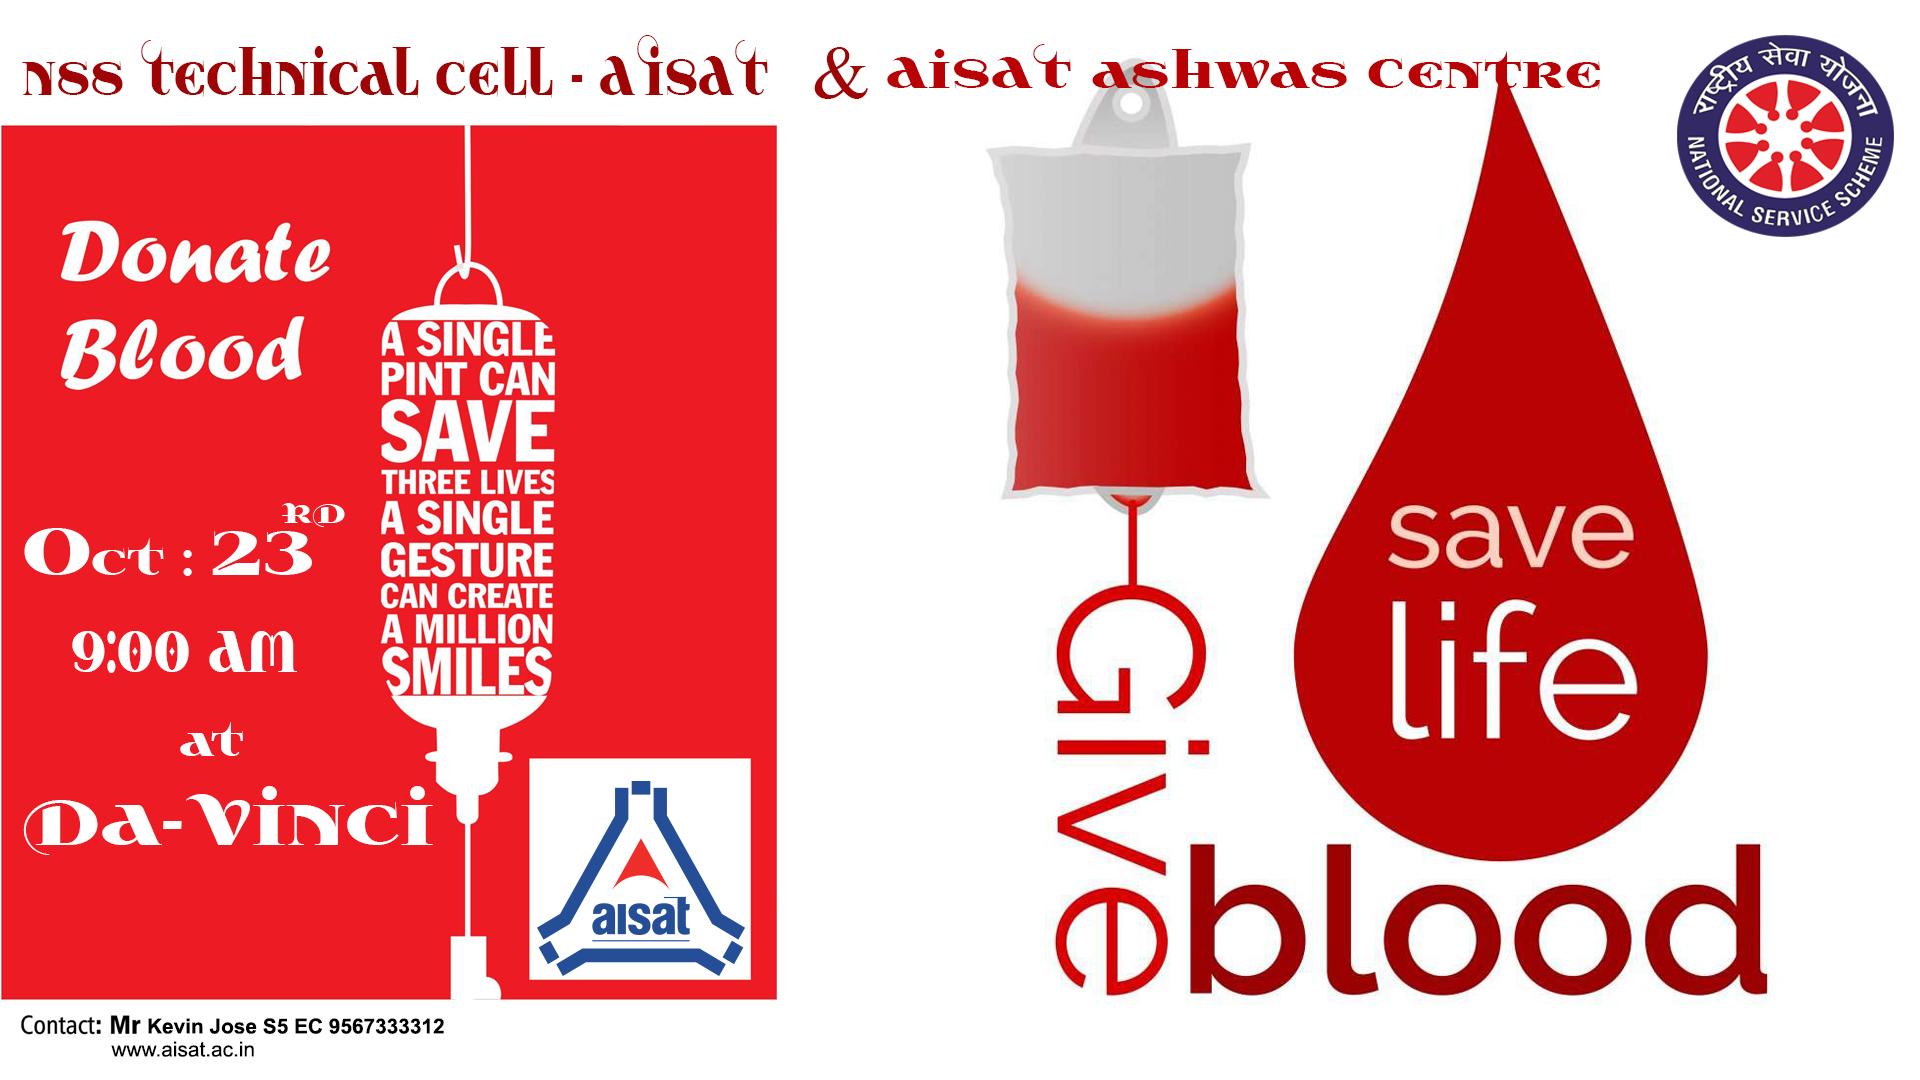 NSS Technical Cell - AISAT & AISAT ASHWAS CENTRE
राष्ट्रीय सेवा योजना
NATIONAL SERVICE SCHEME
Donate
Blood
Oct : 23RD
9:00 AM
at
Da-Vinci
A SINGLE
PINT CAN
SAVE
THREE LIVES
A SINGLE
GESTURE
CAN CREATE
A MILLION
SMILES
aısat
Give
blood
save
life
Contact: Mr Kevin Jose S5 EC 9567333312
www.aisat.ac.in